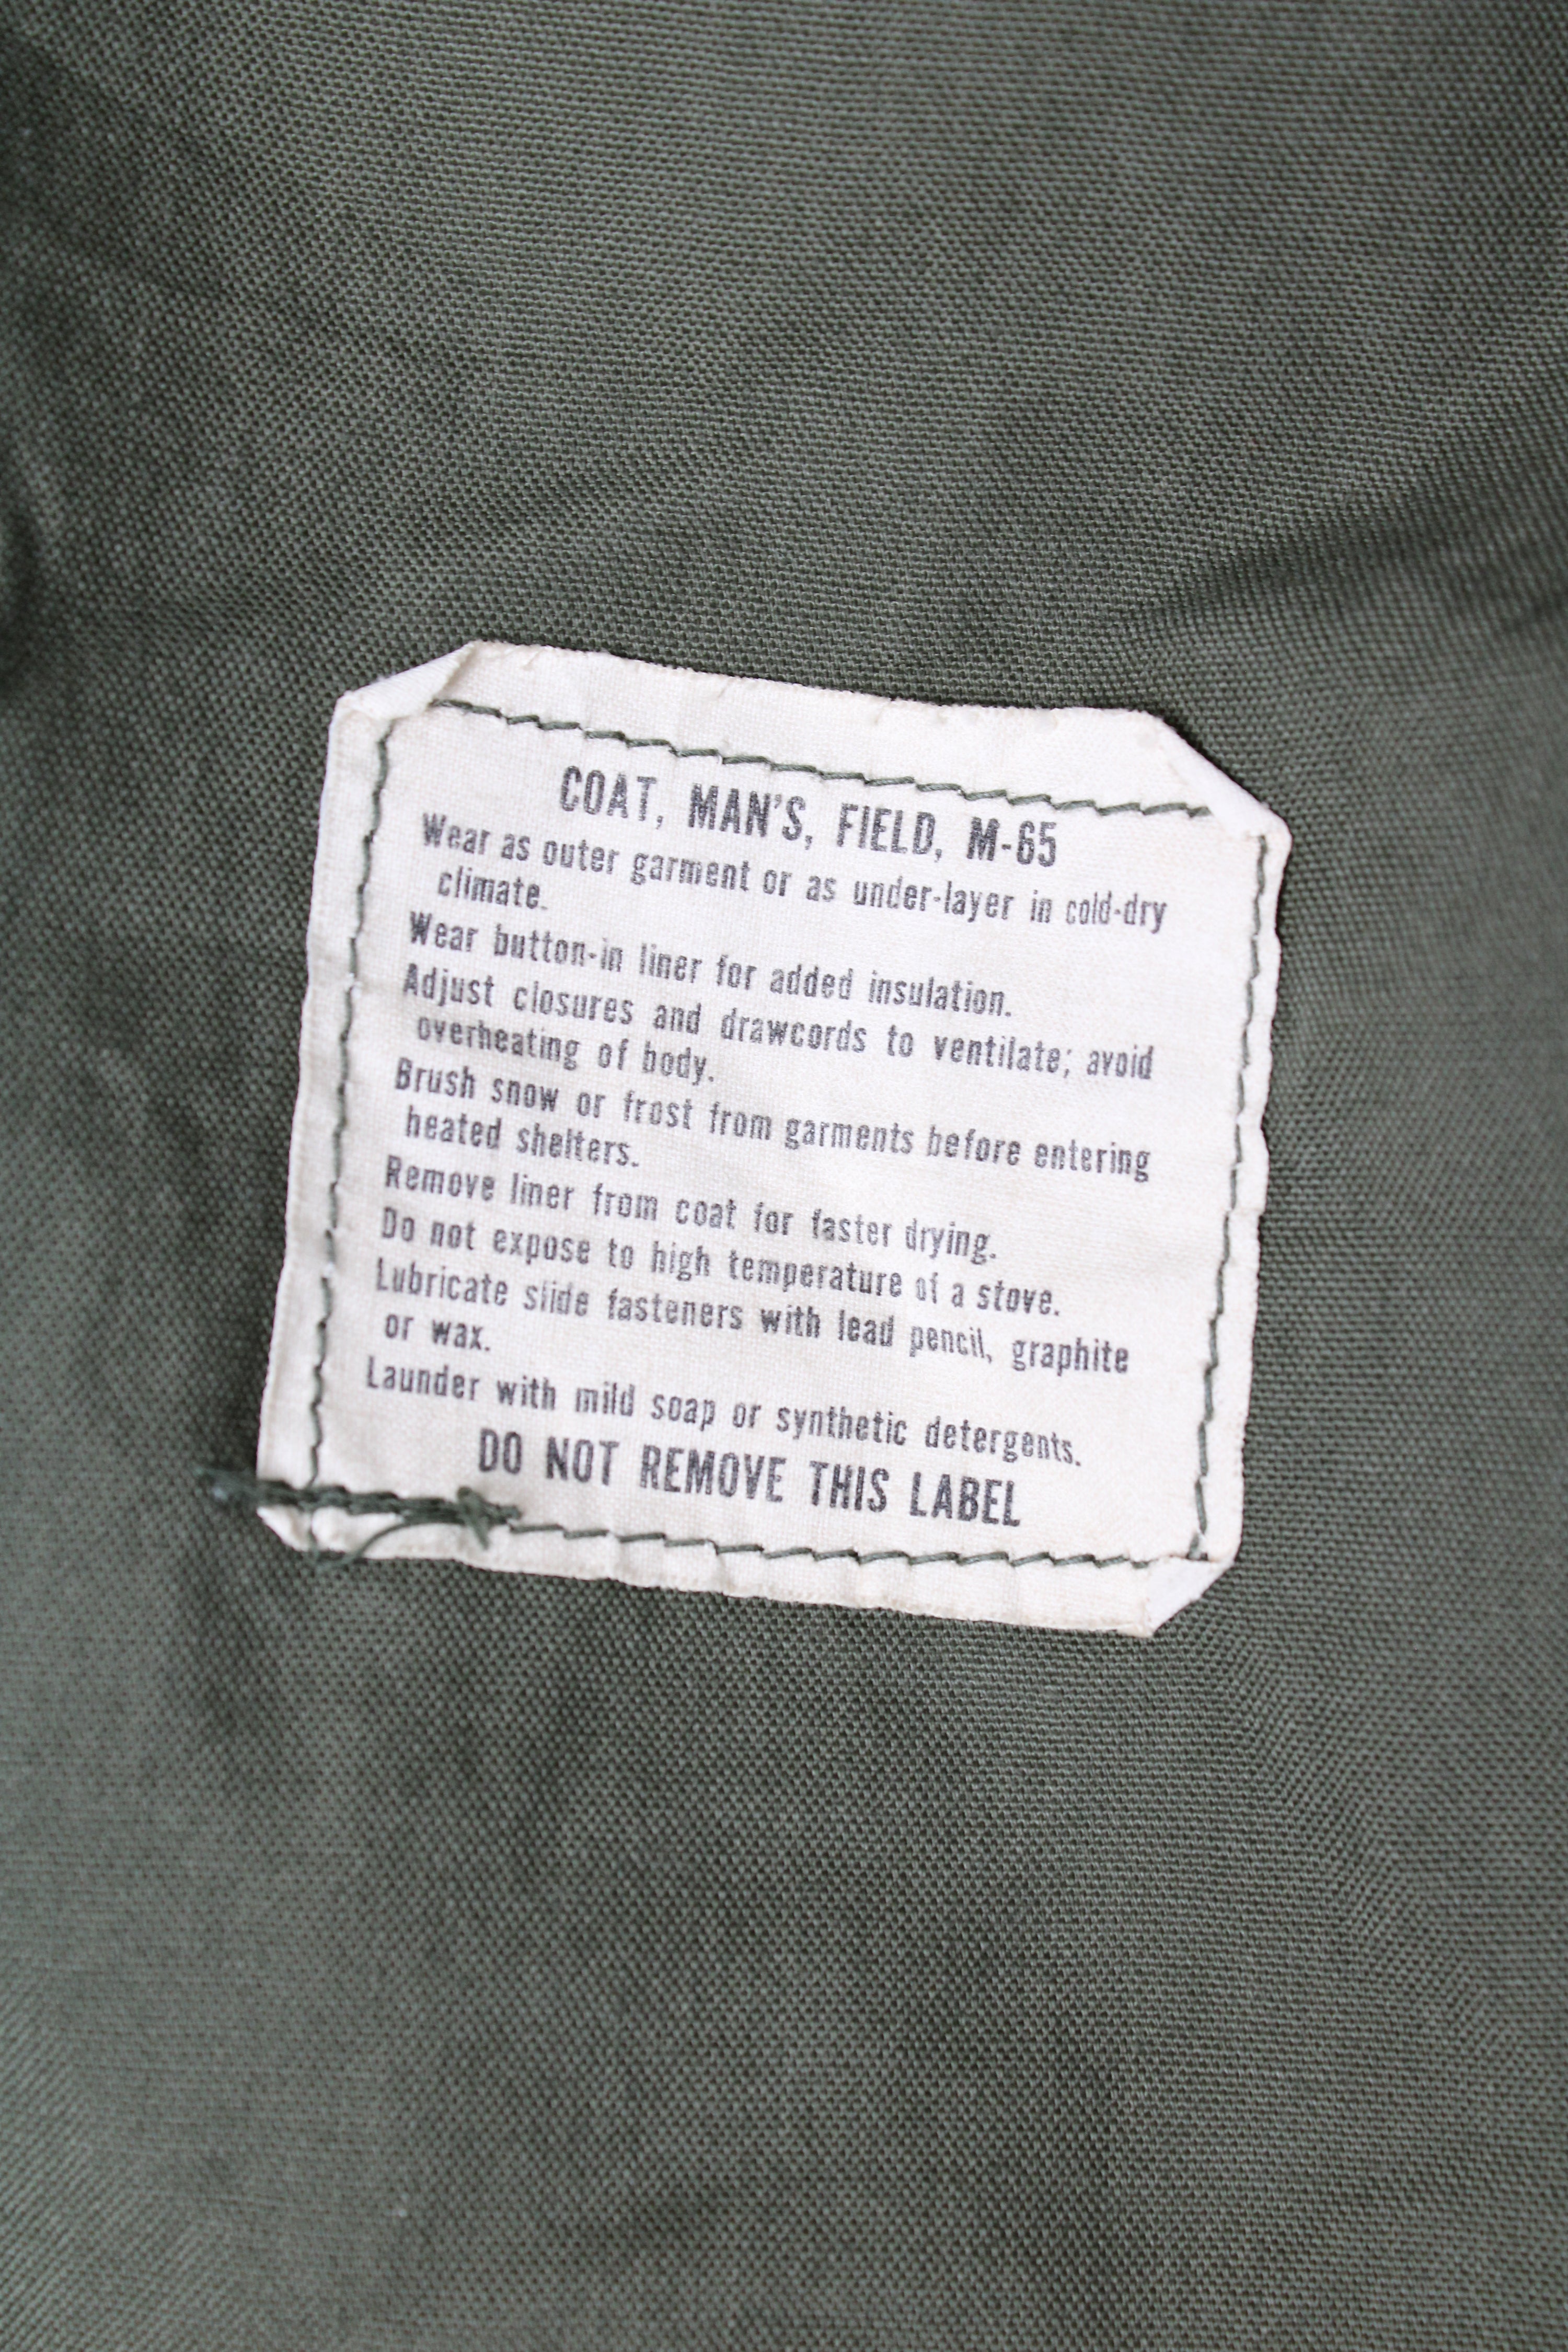 COAT, MAN'S, FIELD, M-65
Wear as outer garment or as under-layer in cold-dry
climate.
Wear button-in liner for added insulation.
Adjust closures and drawcords to ventilate; avoid
overheating of body.
Brush snow or frost from garments before entering
heated shelters.
Remove liner from coat for faster drying.
Do not expose to high temperature of a stove.
Lubricate slide fasteners with lead pencil, graphite
or wax.
Launder with mild soap or synthetic detergents.
DO NOT REMOVE THIS LABEL